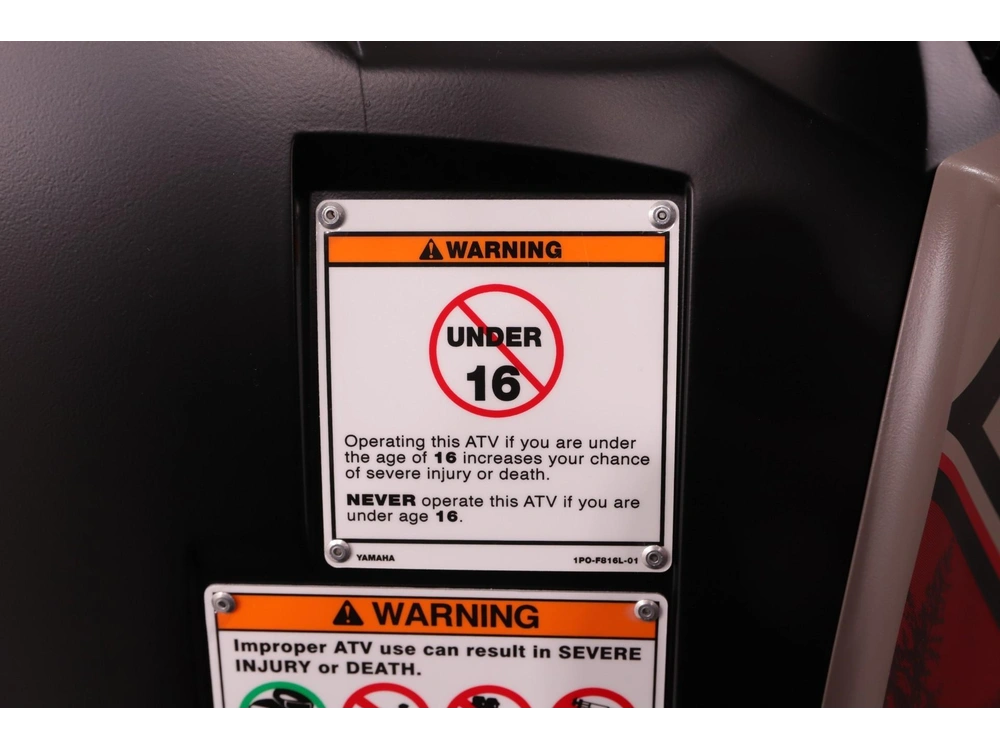 WARNING
UNDER
16
Operating this ATV if you are under
the age of 16 increases your chance
of severe injury or death.
NEVER operate this ATV if you are
under age 16.
YAMAHA 1P0-F816L-01
WARNING
Improper ATV use can result in SEVERE
INJURY or DEATH.